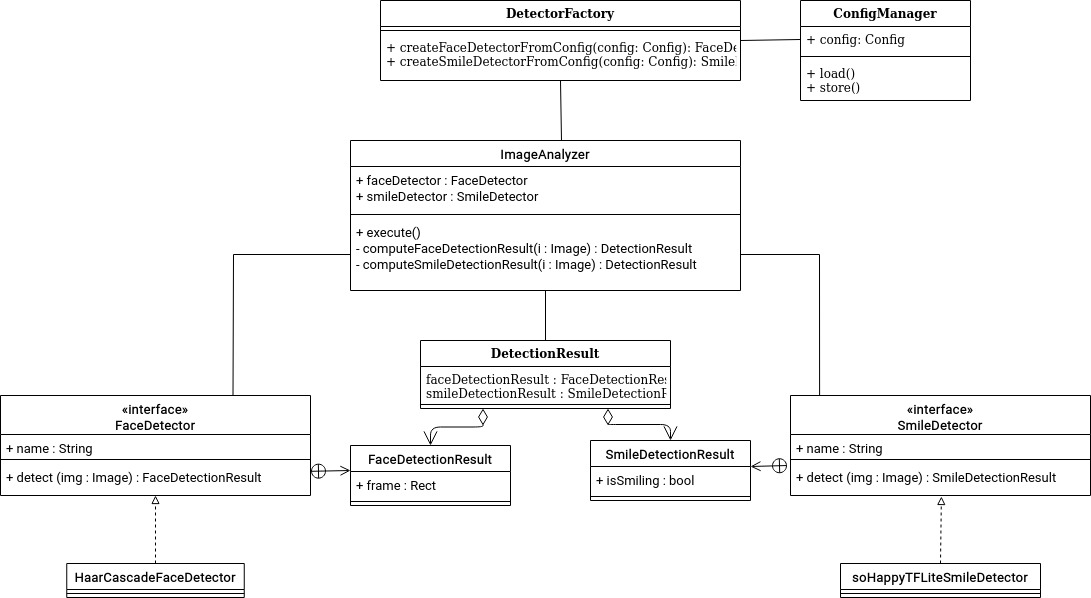 DetectorFactory
+ createFaceDetectorFromConfig(config: Config): FaceDe
+ createSmileDetectorFromConfig(config: Config): Smile
ConfigManager
+ config: Config
+ load()
+ store()
ImageAnalyzer
+ faceDetector : FaceDetector
+ smileDetector : SmileDetector
+ execute()
- computeFaceDetectionResult(i : Image) : DetectionResult
- computeSmileDetectionResult(i : Image) : DetectionResult
DetectionResult
faceDetectionResult : FaceDetectionRes
smileDetectionResult : SmileDetectionR
«interface»
FaceDetector
+ name : String
+ detect (img : Image) : FaceDetectionResult
FaceDetectionResult
+ frame : Rect
SmileDetectionResult
+ isSmiling : bool
«interface»
SmileDetector
+ name : String
+ detect (img : Image) : SmileDetectionResult
HaarCascadeFaceDetector
soHappyTFLiteSmileDetector